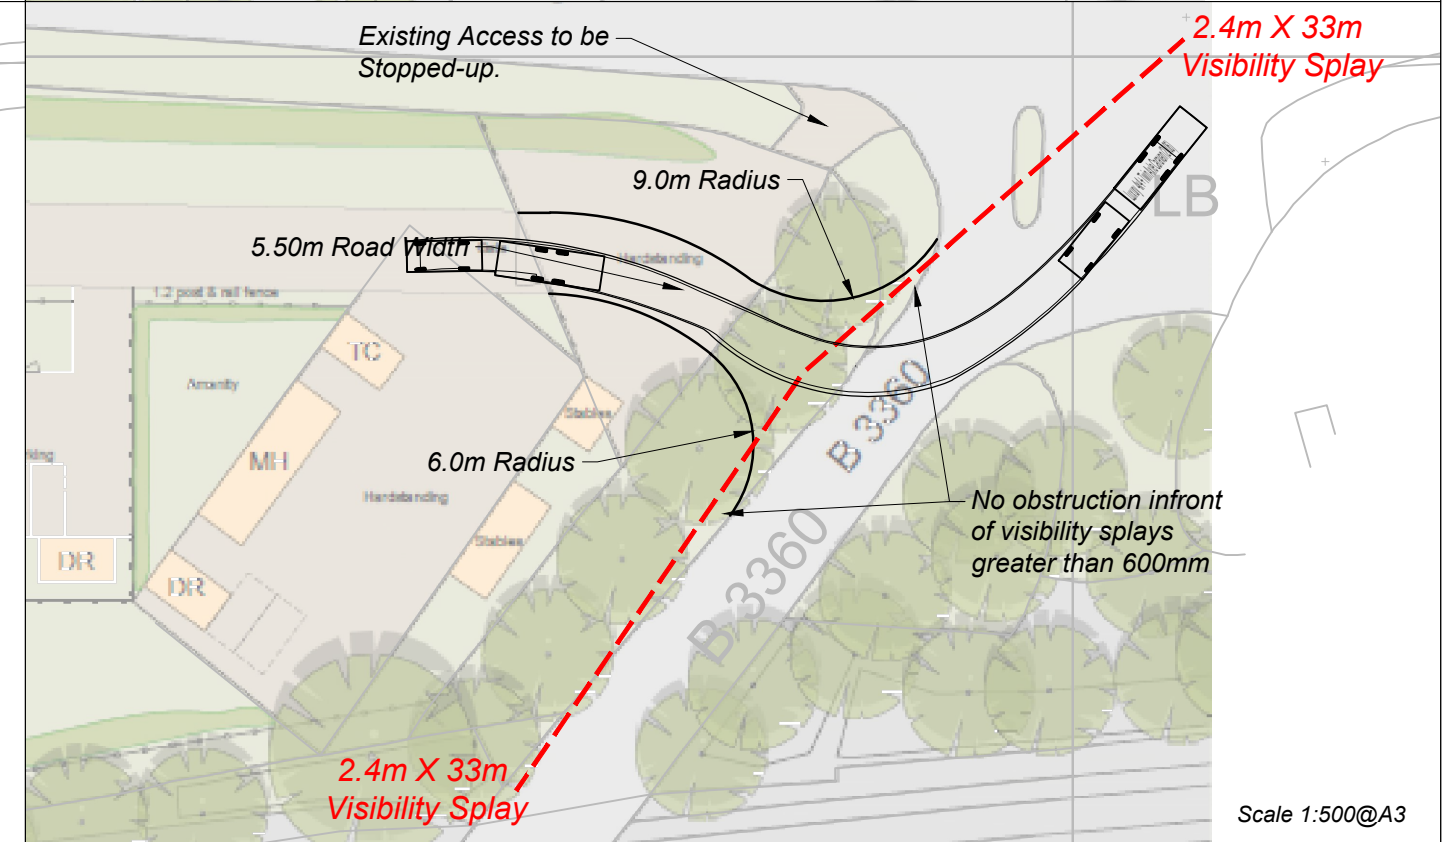 Existing Access to be
Stopped-up.
2.4m X 33m
Visibility Splay
9.0m Radius
LB
5.50m Road Width
Hardstanding
1.2 post & rail fence
TC
Amenity
Stables
B 3360
MH
6.0m Radius
Hardstanding
No obstruction infront
of visibility splays
greater than 600mm
Stables
B 3360
DR
DR
2.4m X 33m
Visibility Splay
Scale 1:500@A3